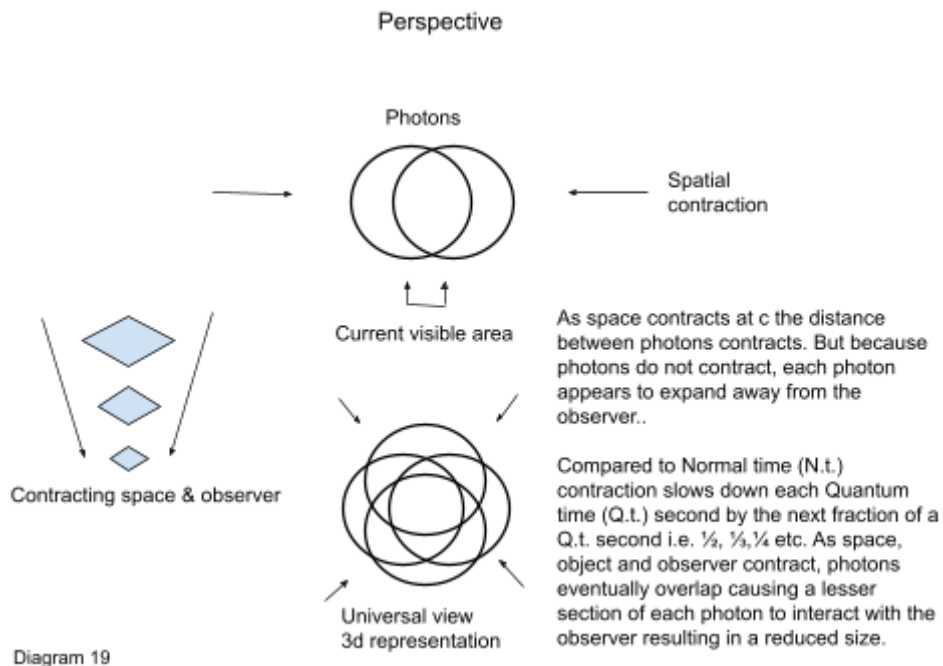 Perspective
Photons
Spatial
contraction
Current visible area
As space contracts at c the distance
between photons contracts. But because
photons do not contract, each photon
appears to expand away from the
observer..
Contracting space & observer
Compared to Normal time (N.t.)
contraction slows down each Quantum
time (Q.t.) second by the next fraction of a
Q.t. second i.e. ½, ⅓,¼ etc. As space,
object and observer contract, photons
eventually overlap causing a lesser
section of each photon to interact with the
observer resulting in a reduced size.
Universal view
3d representation
Diagram 19